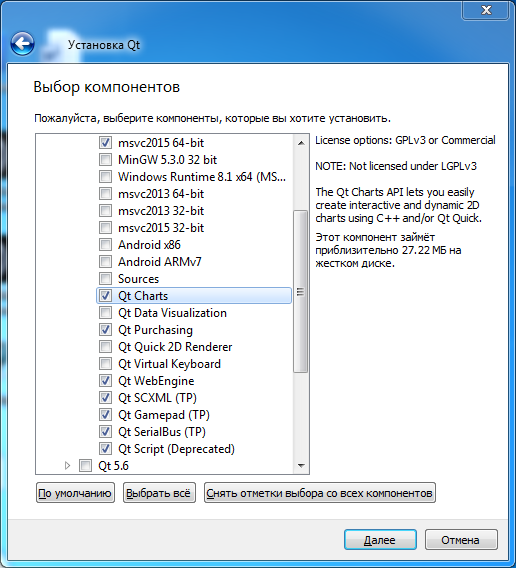 Установка Qt
Выбор компонентов
Пожалуйста, выберите компоненты, которые вы хотите установить.
msvc2015 64-bit
MinGW 5.3.0 32 bit
Windows Runtime 8.1 x64 (MS...
msvc2013 64-bit
msvc2013 32-bit
msvc2015 32-bit
Android x86
Android ARMv7
Sources
Qt Charts
Qt Data Visualization
Qt Purchasing
Qt Quick 2D Renderer
Qt Virtual Keyboard
Qt WebEngine
Qt SCXML (TP)
Qt Gamepad (TP)
Qt SerialBus (TP)
Qt Script (Deprecated)
Qt 5.6
License options: GPLv3 or Commercial
NOTE: Not licensed under LGPLv3
The Qt Charts API lets you easily
create interactive and dynamic 2D
charts using C++ and/or Qt Quick.
Этот компонент займёт
приблизительно 27.22 МБ на
жестком диске.
По умолчанию
Выбрать всё
Снять отметки выбора со всех компонентов
Далее
Отмена